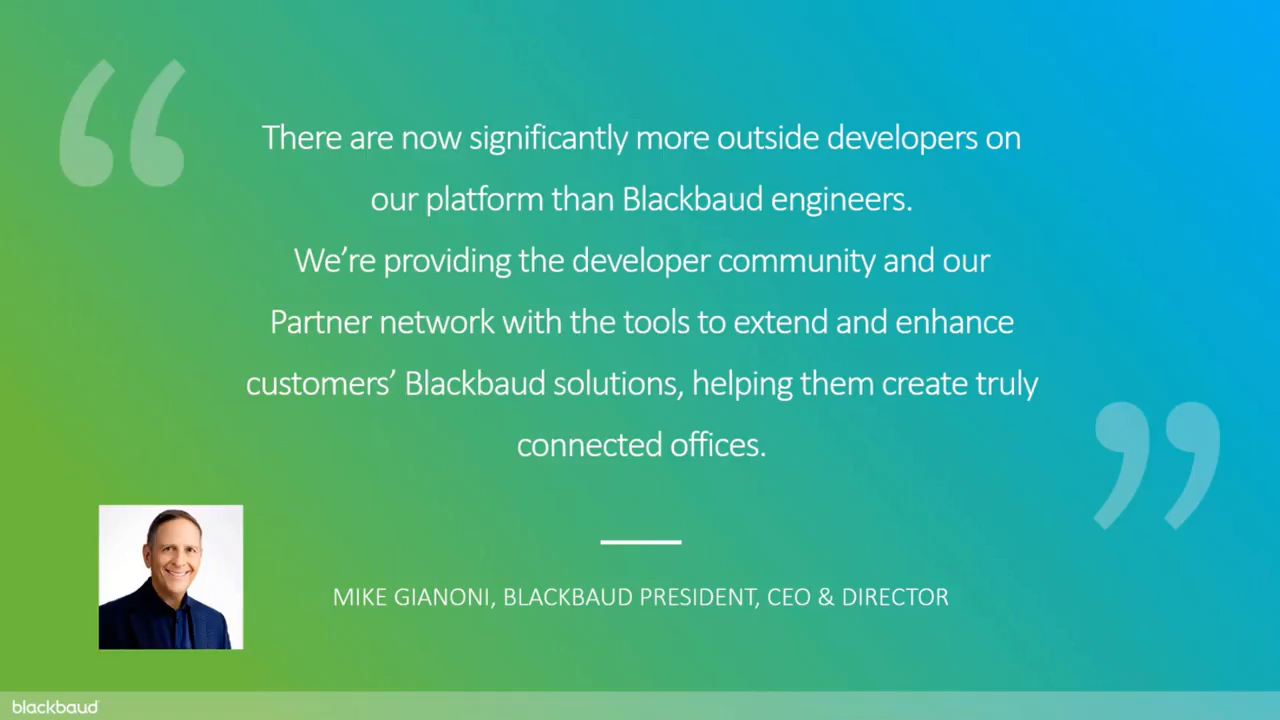 “
There are now significantly more outside developers on
our platform than Blackbaud engineers.
We’re providing the developer community and our
Partner network with the tools to extend and enhance
customers’ Blackbaud solutions, helping them create truly
connected offices.
”
MIKE GIANONI, BLACKBAUD PRESIDENT, CEO & DIRECTOR
blackbaud